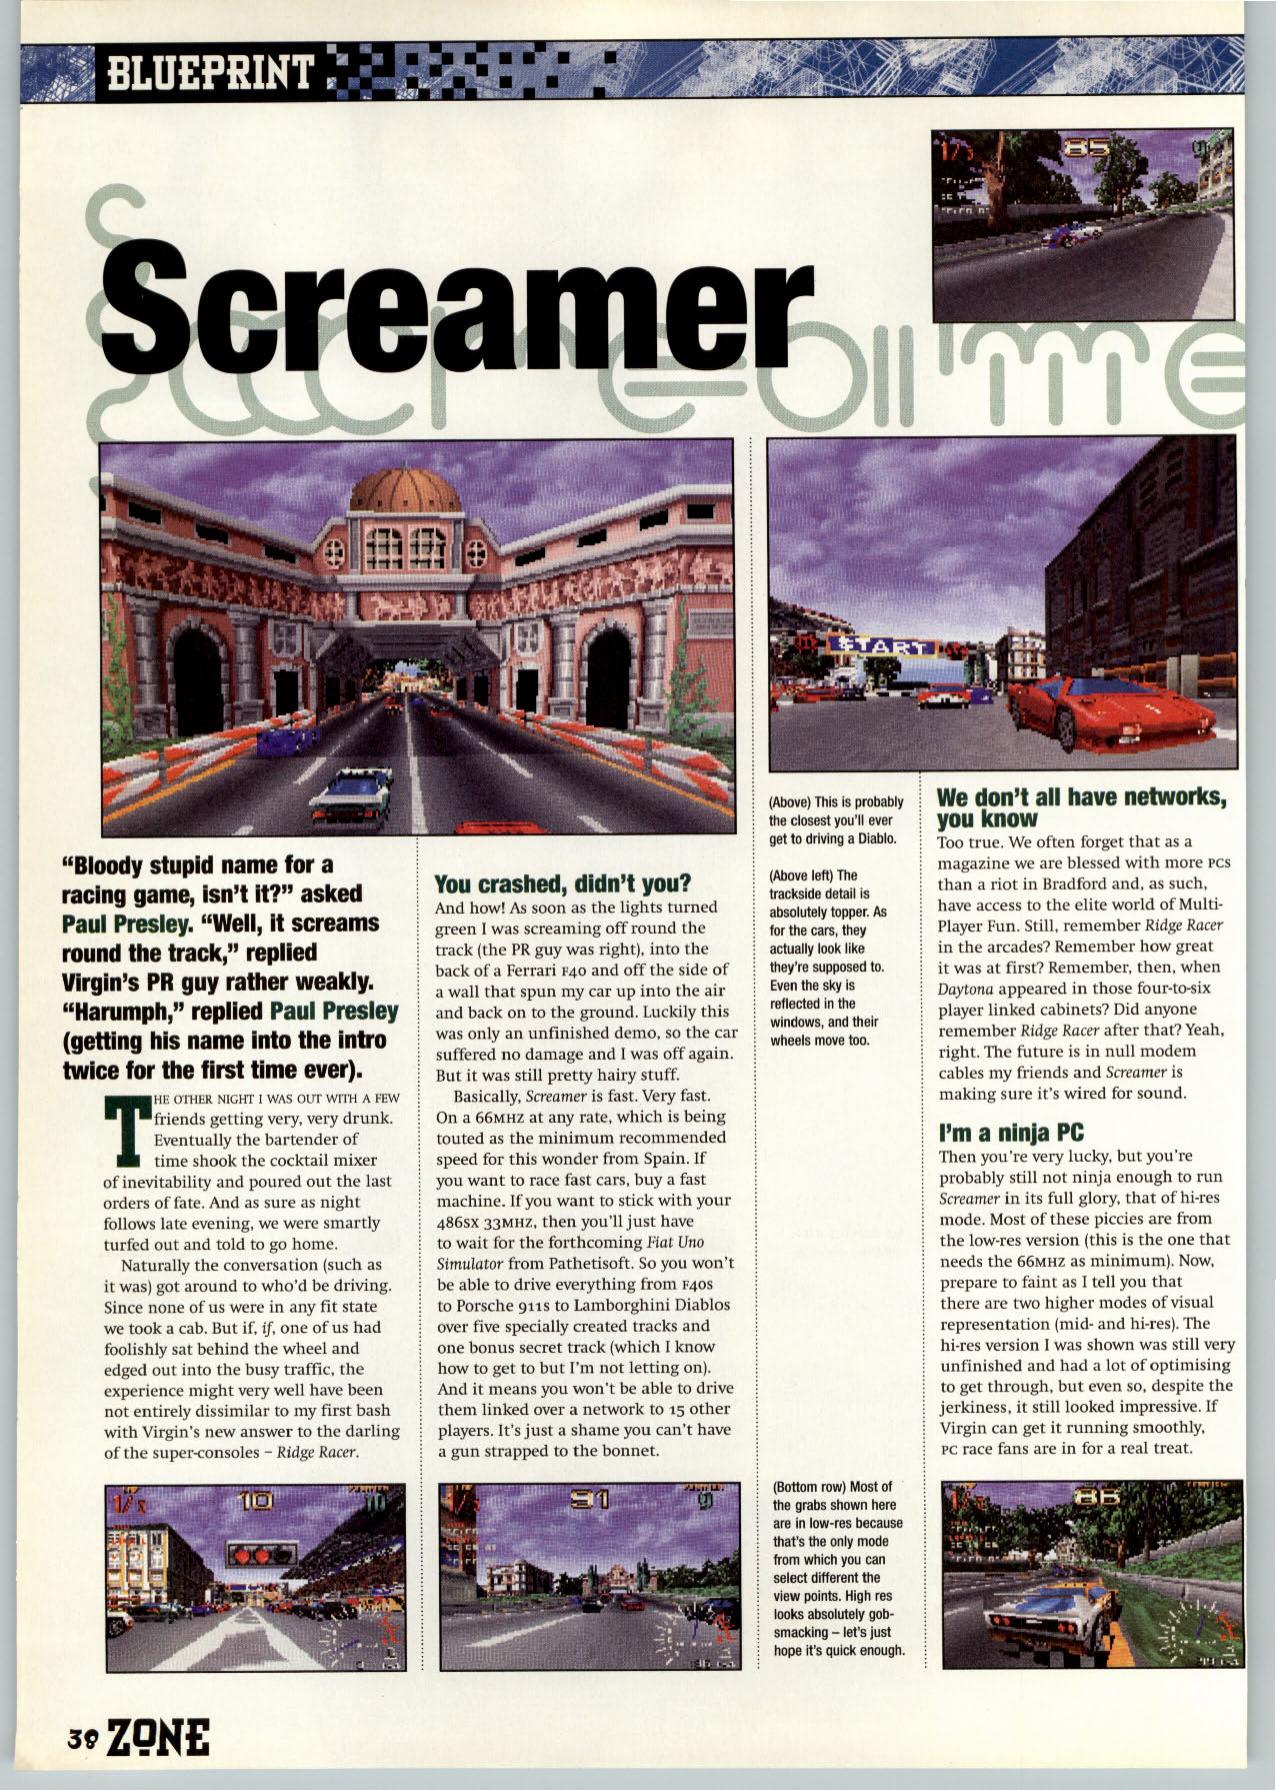 BLUEPRINT
1/3
85
Screamer
START
"Bloody stupid name for a
racing game, isn't it?" asked
Paul Presley. "Well, it screams
round the track," replied
Virgin's PR guy rather weakly.
"Harumph," replied Paul Presley
(getting his name into the intro
twice for the first time ever).
THE OTHER NIGHT I WAS OUT WITH A FEW
friends getting very, very drunk.
Eventually the bartender of
time shook the cocktail mixer
of inevitability and poured out the last
orders of fate. And as sure as night
follows late evening, we were smartly
turfed out and told to go home.
Naturally the conversation (such as
it was) got around to who'd be driving.
Since none of us were in any fit state
we took a cab. But if, if, one of us had
foolishly sat behind the wheel and
edged out into the busy traffic, the
experience might very well have been
not entirely dissimilar to my first bash
with Virgin's new answer to the darling
of the super-consoles – Ridge Racer.
You crashed, didn't you?
And how! As soon as the lights turned
green I was screaming off round the
track (the PR guy was right), into the
back of a Ferrari F40 and off the side of
a wall that spun my car up into the air
and back on to the ground. Luckily this
was only an unfinished demo, so the car
suffered no damage and I was off again.
But it was still pretty hairy stuff.
Basically, Screamer is fast. Very fast.
On a 66MHZ at any rate, which is being
touted as the minimum recommended
speed for this wonder from Spain. If
you want to race fast cars, buy a fast
machine. If you want to stick with your
486SX 33MHZ, then you'll just have
to wait for the forthcoming Fiat Uno
Simulator from Pathetisoft. So you won't
be able to drive everything from F40s
to Porsche 911s to Lamborghini Diablos
over five specially created tracks and
one bonus secret track (which I know
how to get to but I'm not letting on).
And it means you won't be able to drive
them linked over a network to 15 other
players. It's just a shame you can't have
a gun strapped to the bonnet.
(Above) This is probably
the closest you'll ever
get to driving a Diablo.
(Above left) The
trackside detail is
absolutely topper. As
for the cars, they
actually look like
they're supposed to.
Even the sky is
reflected in the
windows, and their
wheels move too.
We don't all have networks,
you know
Too true. We often forget that as a
magazine we are blessed with more PCs
than a riot in Bradford and, as such,
have access to the elite world of Multi-
Player Fun. Still, remember Ridge Racer
in the arcades? Remember how great
it was at first? Remember, then, when
Daytona appeared in those four-to-six
player linked cabinets? Did anyone
remember Ridge Racer after that? Yeah,
right. The future is in null modem
cables my friends and Screamer is
making sure it's wired for sound.
I'm a ninja PC
Then you're very lucky, but you're
probably still not ninja enough to run
Screamer in its full glory, that of hi-res
mode. Most of these piccies are from
the low-res version (this is the one that
needs the 66MHZ as minimum). Now,
prepare to faint as I tell you that
there are two higher modes of visual
representation (mid- and hi-res). The
hi-res version I was shown was still very
unfinished and had a lot of optimising
to get through, but even so, despite the
jerkiness, it still looked impressive. If
Virgin can get it running smoothly,
PC race fans are in for a real treat.
10
91
(Bottom row) Most of
the grabs shown here
are in low-res because
that's the only mode
from which you can
select different the
view points. High res
looks absolutely gob-
smacking – let's just
hope it's quick enough.
86
38 ZONE